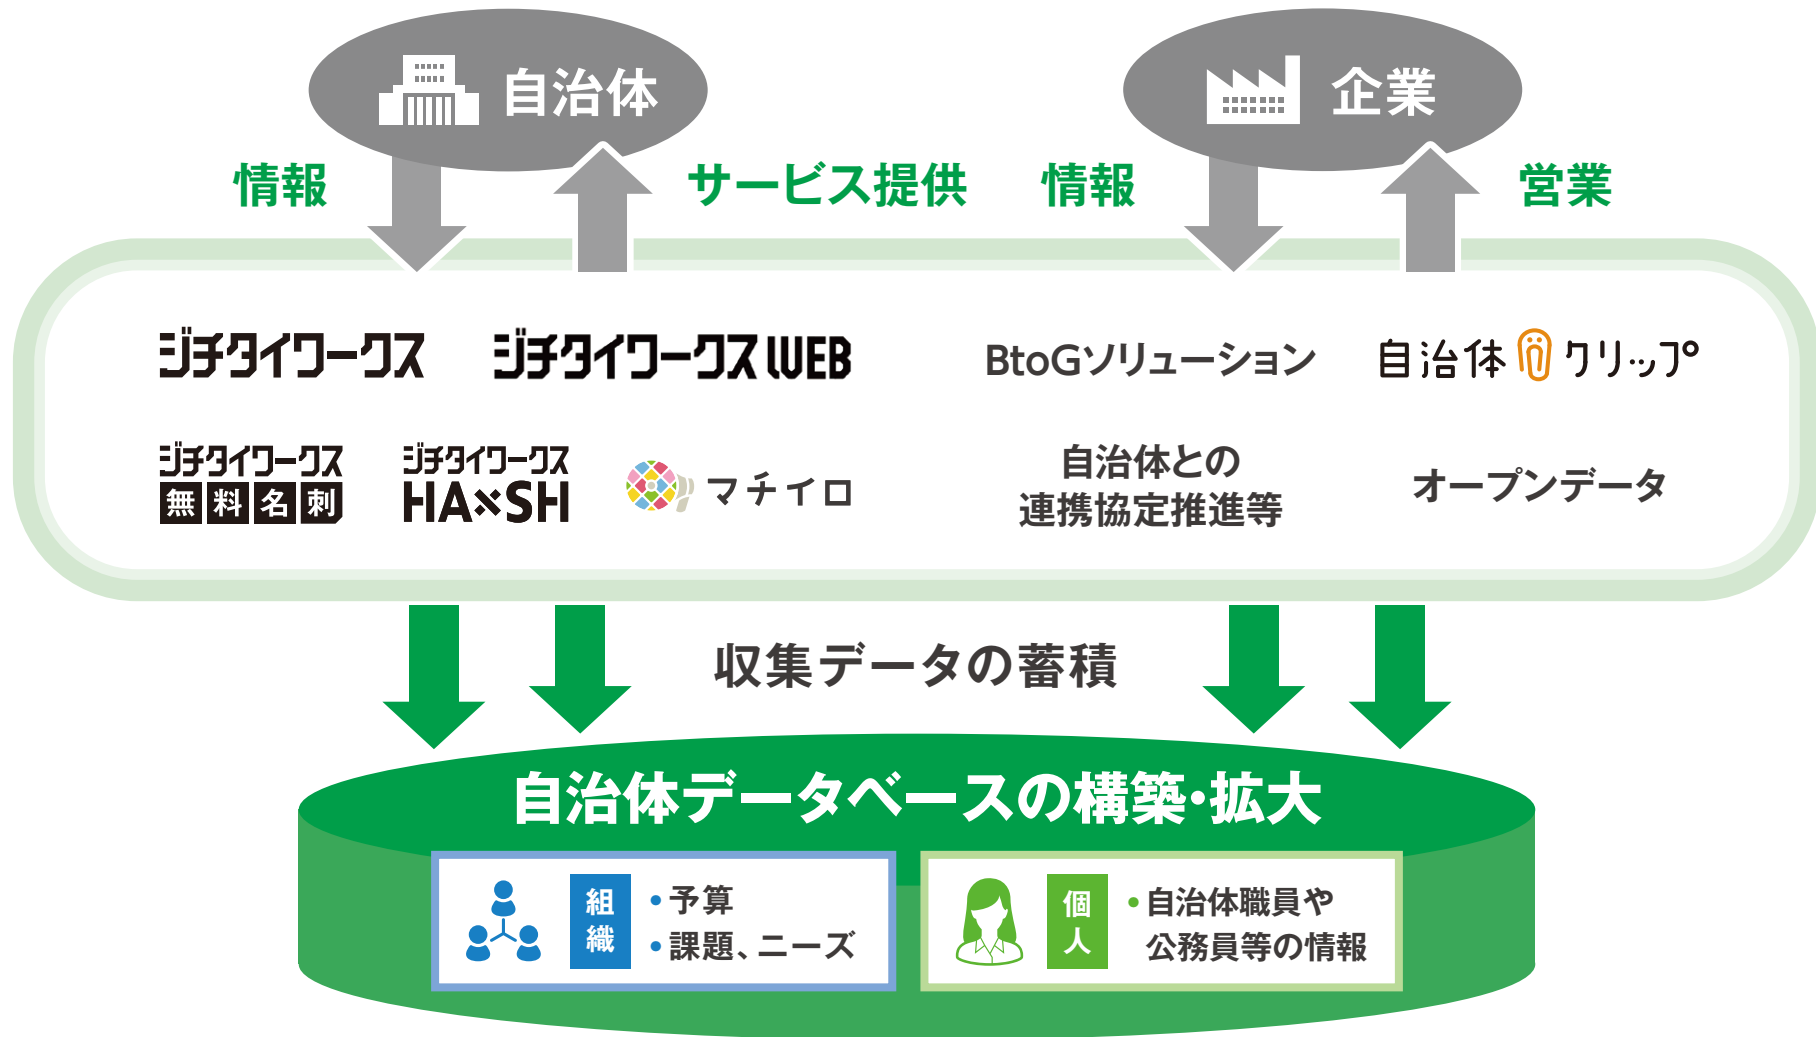 自治体
企業
情報
サービス提供
情報
営業
ジチタイワークス
ジチタイワークス WEB
BtoGソリューション
自治体クリップ
ジチタイワークス
無料名刺
ジチタイワークス
HA×SH
マチイロ
自治体との
連携協定推進等
オープンデータ
収集データの蓄積
自治体データベースの構築・拡大
組織
・予算
・課題、ニーズ
個人
・自治体職員や
公務員等の情報